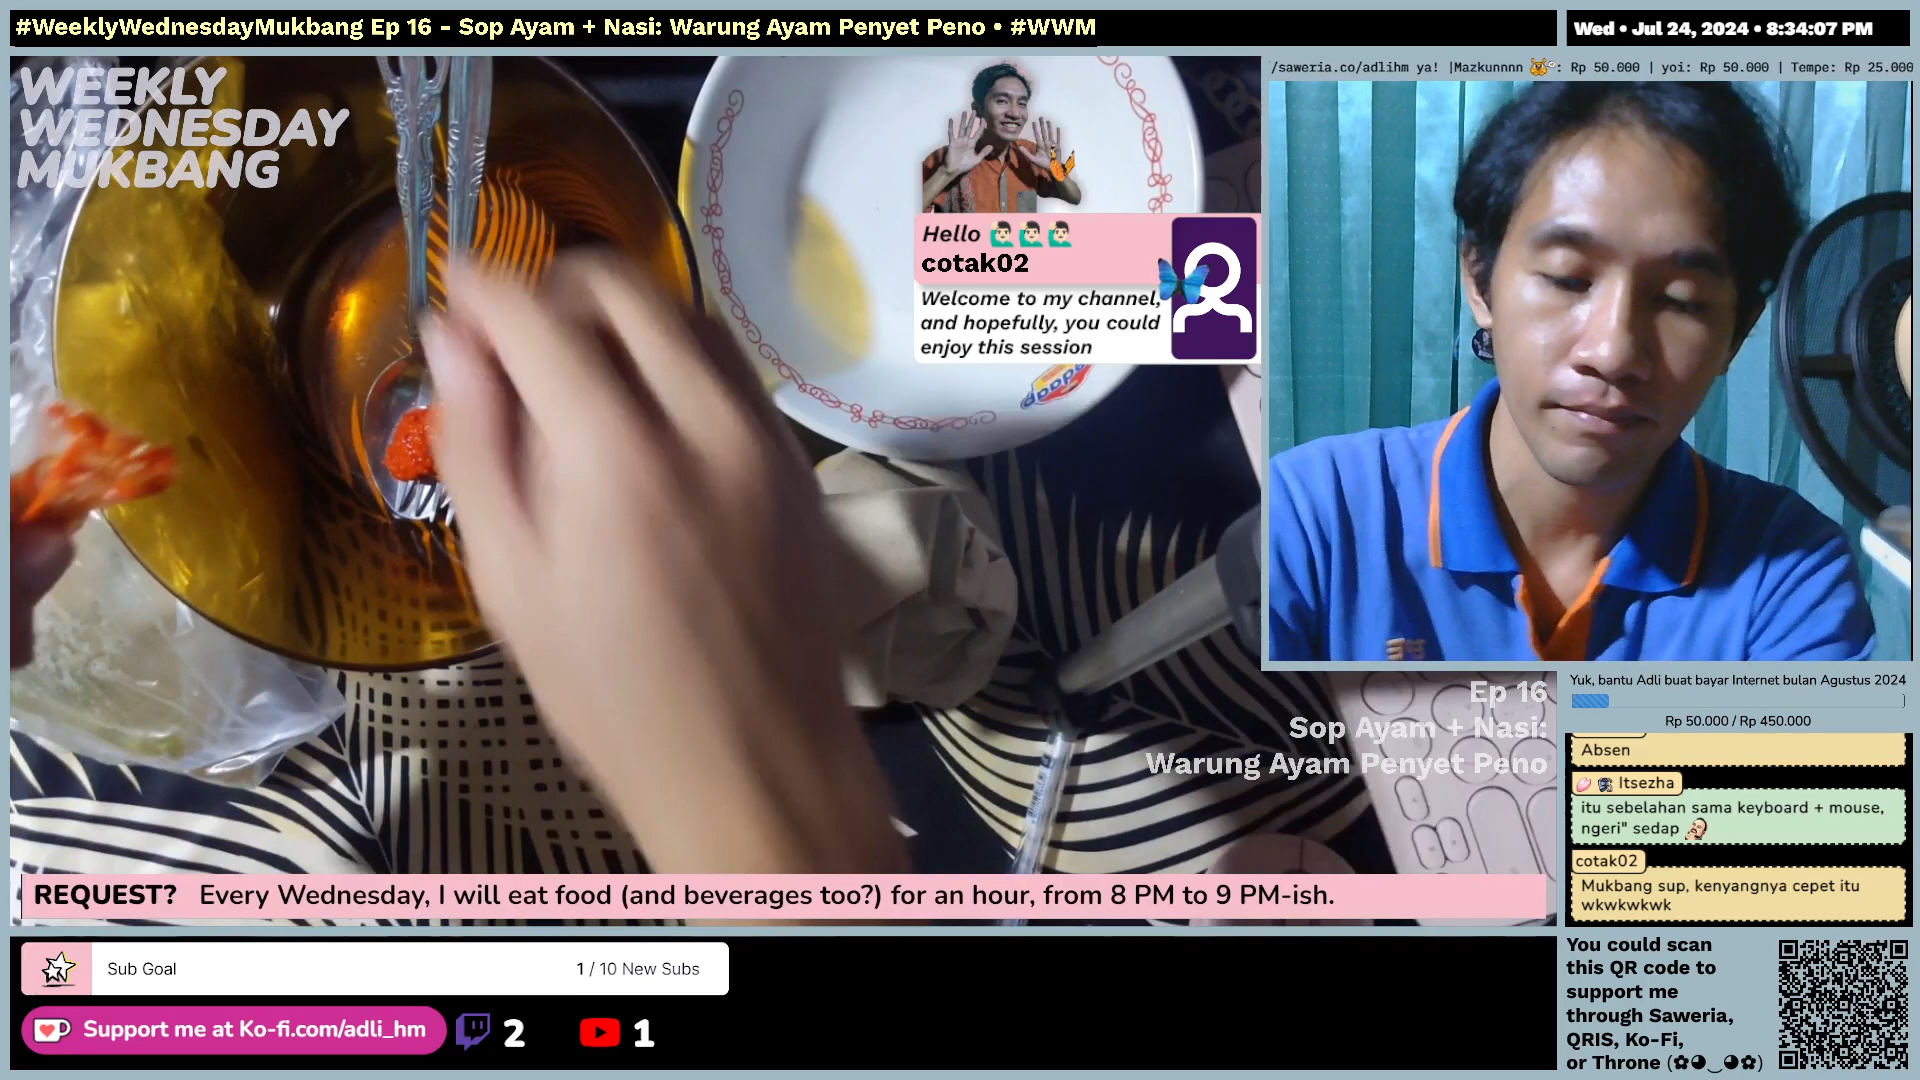 #WeeklyWednesdayMukbang Ep 16 - Sop Ayam + Nasi: Warung Ayam Penyet Peno • #WWM
Wed • Jul 24, 2024 • 8:34:07 PM
/saweria.co/adlihm ya! |Mazkunnnn 🐯: Rp 50.000 | yoi: Rp 50.000 | Tempe: Rp 25.000
WEEKLY
WEDNESDAY
MUKBANG
Hello 🙋🏻‍♂️🙋🏻‍♂️🙋🏻‍♂️
cotak02
Welcome to my channel,
and hopefully, you could
enjoy this session
Ep 16
Sop Ayam + Nasi:
Warung Ayam Penyet Peno
Yuk, bantu Adli buat bayar Internet bulan Agustus 2024
Rp 50.000 / Rp 450.000
Absen
Itsezha
itu sebelahan sama keyboard + mouse,
ngeri" sedap
cotak02
Mukbang sup, kenyangnya cepet itu
wkwkwkwk
REQUEST? Every Wednesday, I will eat food (and beverages too?) for an hour, from 8 PM to 9 PM-ish.
Sub Goal 1 / 10 New Subs
Support me at Ko-fi.com/adli_hm
2
1
You could scan
this QR code to
support me
through Saweria,
QRIS, Ko-Fi,
or Throne (✿◕‿◕✿)